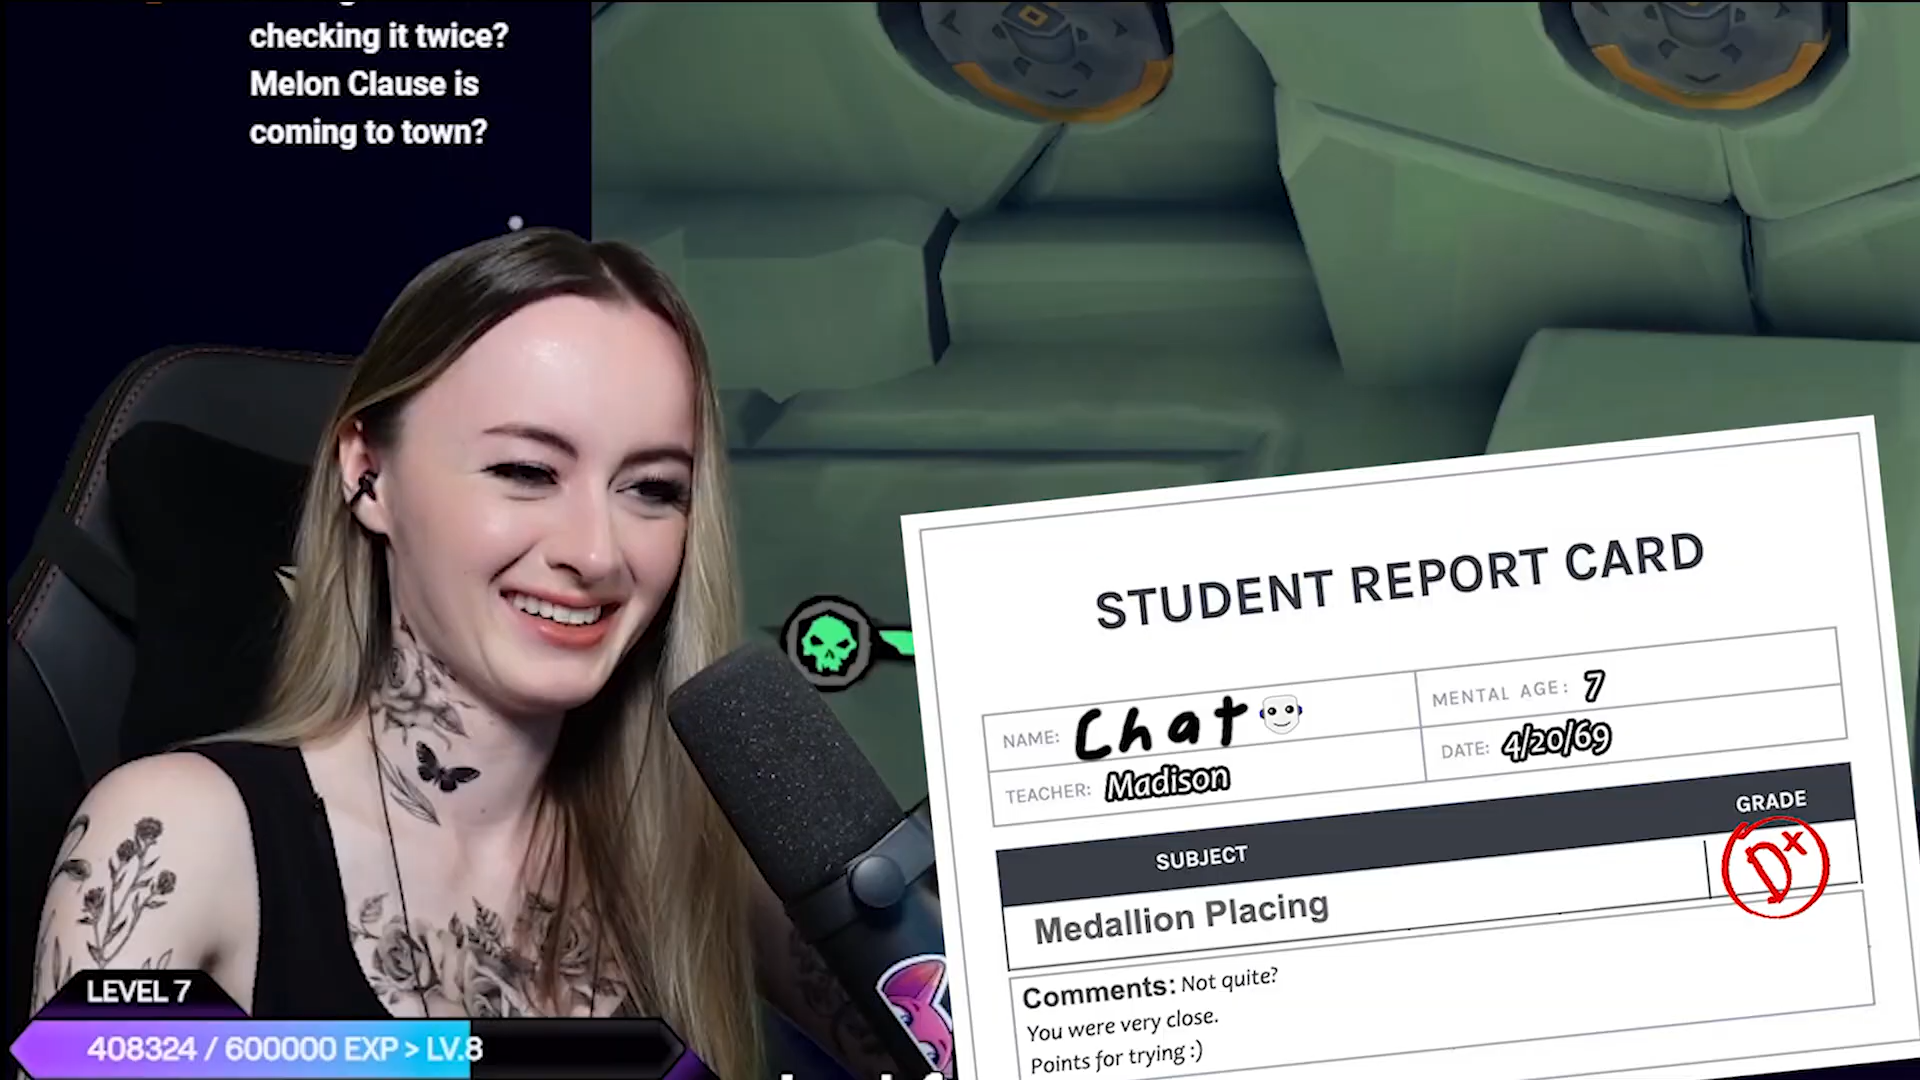 checking it twice?
Melon Clause is
coming to town?
STUDENT REPORT CARD
NAME: Chat
MENTAL AGE: 7
TEACHER: Madison
DATE: 4/20/69
SUBJECT
GRADE
Medallion Placing
D+
Comments: Not quite?
You were very close.
Points for trying :)
LEVEL 7
408324 / 600000 EXP > LV.8